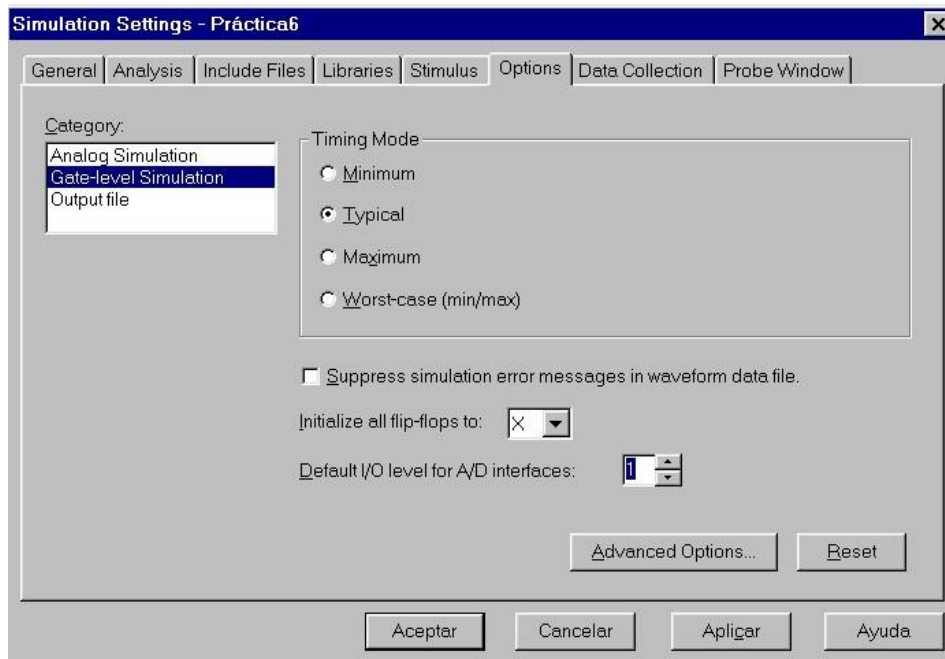 Simulation Settings - Práctica6
General Analysis Include Files Libraries Stimulus Options Data Collection Probe Window
Category:
Analog Simulation
Gate-level Simulation
Output file
Timing Mode
Minimum
Typical
Maximum
Worst-case (min/max)
Suppress simulation error messages in waveform data file.
Initialize all flip-flops to: X
Default I/O level for A/D interfaces: 1
Advanced Options... Reset
Aceptar Cancelar Aplicar Ayuda